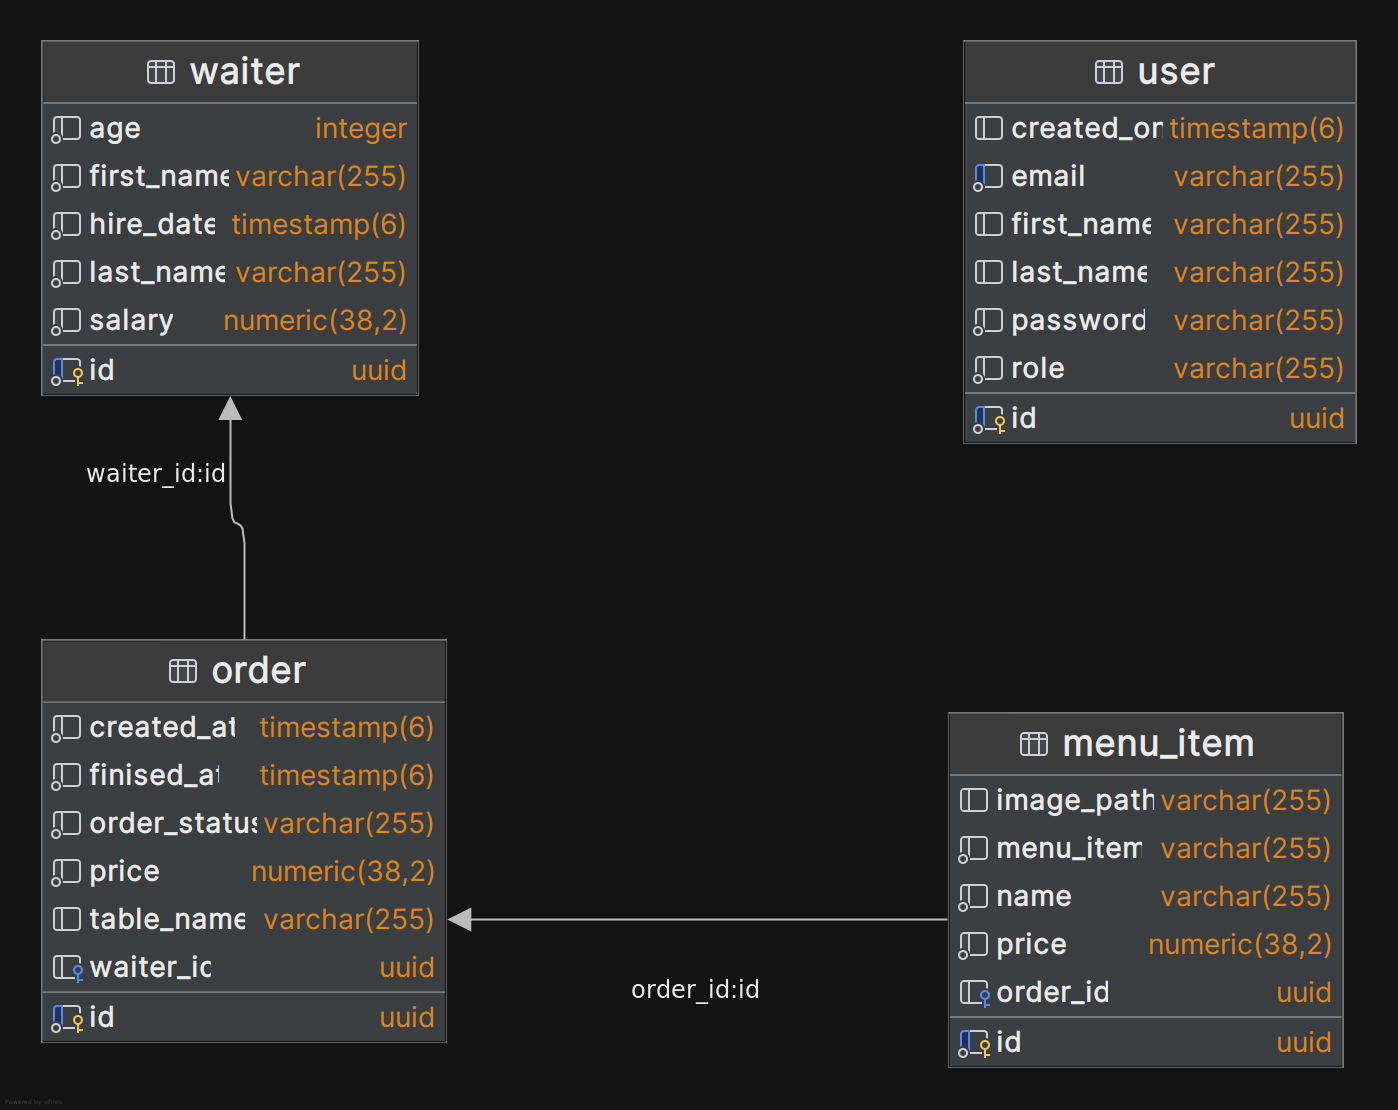 waiter
age integer
first_name varchar(255)
hire_date timestamp(6)
last_name varchar(255)
salary numeric(38,2)
id uuid
user
created_on timestamp(6)
email varchar(255)
first_name varchar(255)
last_name varchar(255)
password varchar(255)
role varchar(255)
id uuid
waiter_id:id
order
created_at timestamp(6)
finised_at timestamp(6)
order_status varchar(255)
price numeric(38,2)
table_name varchar(255)
waiter_id uuid
id uuid
order_id:id
menu_item
image_path varchar(255)
menu_item varchar(255)
name varchar(255)
price numeric(38,2)
order_id uuid
id uuid
Powered by yFiles